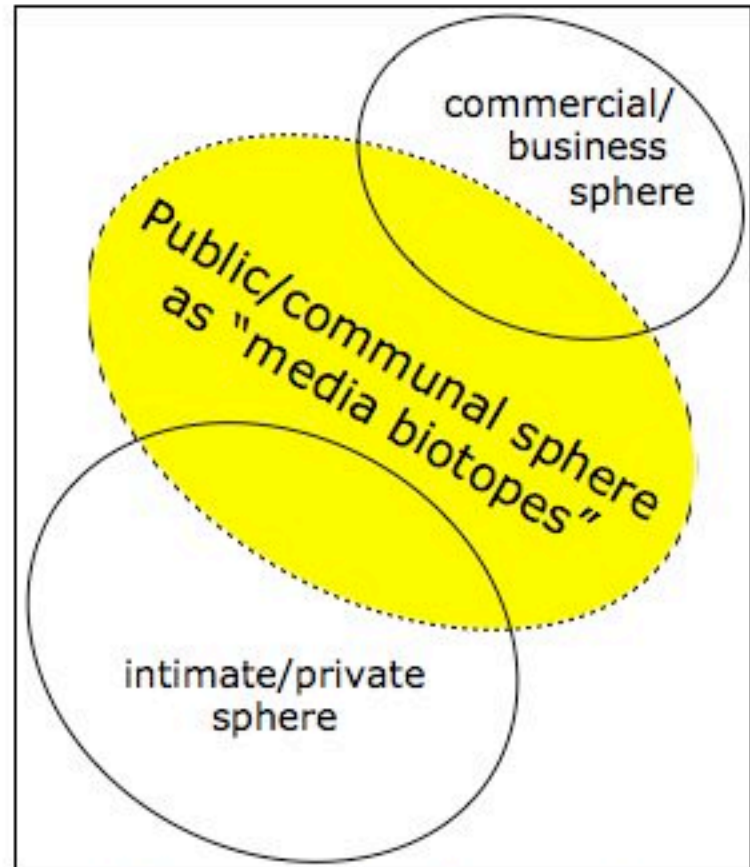 commercial/
business
sphere
Public/communal sphere
as “media biotopes”
intimate/private
sphere